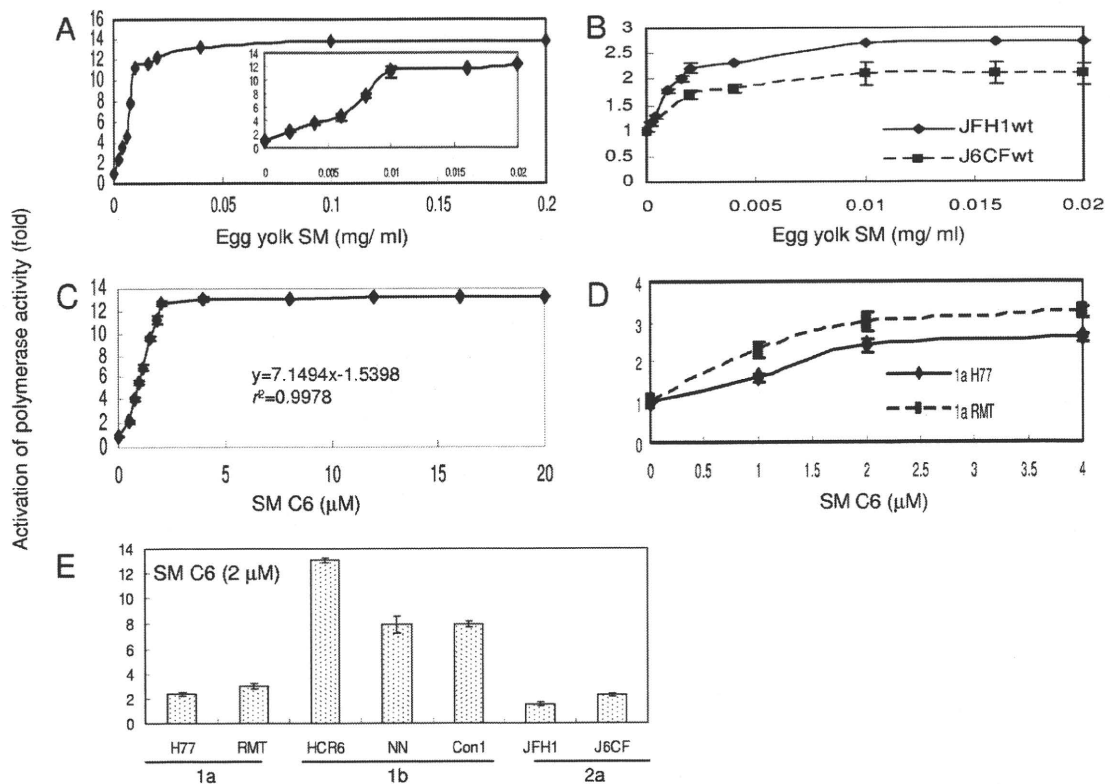 Activation of polymerase activity (fold)
A
16
14
12
10
8
6
4
2
0
0 0.05 0.1 0.15 0.2
Egg yolk SM (mg/ ml)
14
12
10
8
6
4
2
0
0 0.005 0.01 0.015 0.02
B
3
2.5
2
1.5
1
0.5
0
0 0.005 0.01 0.015 0.02
Egg yolk SM (mg/ ml)
JFH1wt
J6CFwt
C
14
12
10
8
6
4
2
0
0 5 10 15 20
SM C6 (μM)
y=7.1494x-1.5398
r²=0.9978
D
4
3
2
1
0
0 0.5 1 1.5 2 2.5 3 3.5 4
SM C6 (μM)
1a H77
1a RMT
E
SM C6 (2 μM)
14
12
10
8
6
4
2
0
H77 RMT HCR6 NN Con1 JFH1 J6CF
1a 1b 2a